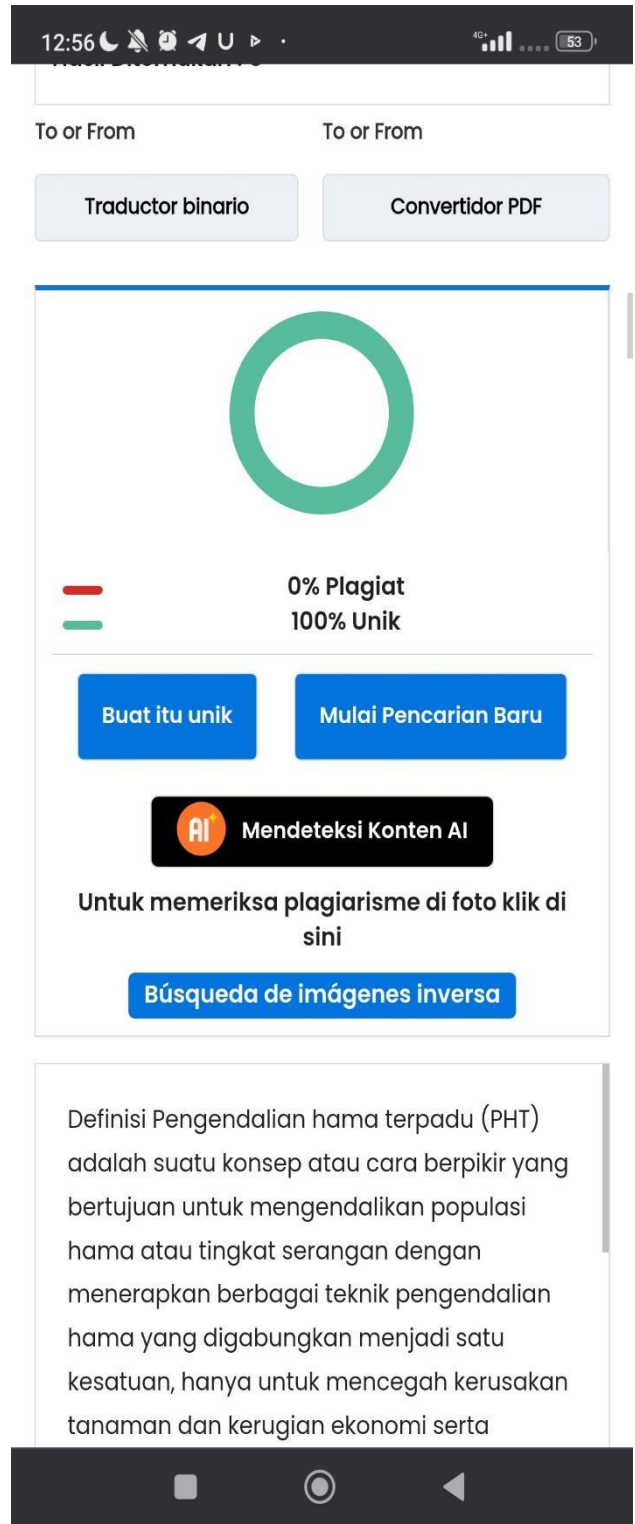 12:56
4G+
53
To or From
To or From
Traductor binario
Convertidor PDF
0% Plagiat
100% Unik
Buat itu unik
Mulai Pencarian Baru
AI+
Mendeteksi Konten AI
Untuk memeriksa plagiarisme di foto klik di
sini
Búsqueda de imágenes inversa
Definisi Pengendalian hama terpadu (PHT)
adalah suatu konsep atau cara berpikir yang
bertujuan untuk mengendalikan populasi
hama atau tingkat serangan dengan
menerapkan berbagai teknik pengendalian
hama yang digabungkan menjadi satu
kesatuan, hanya untuk mencegah kerusakan
tanaman dan kerugian ekonomi serta